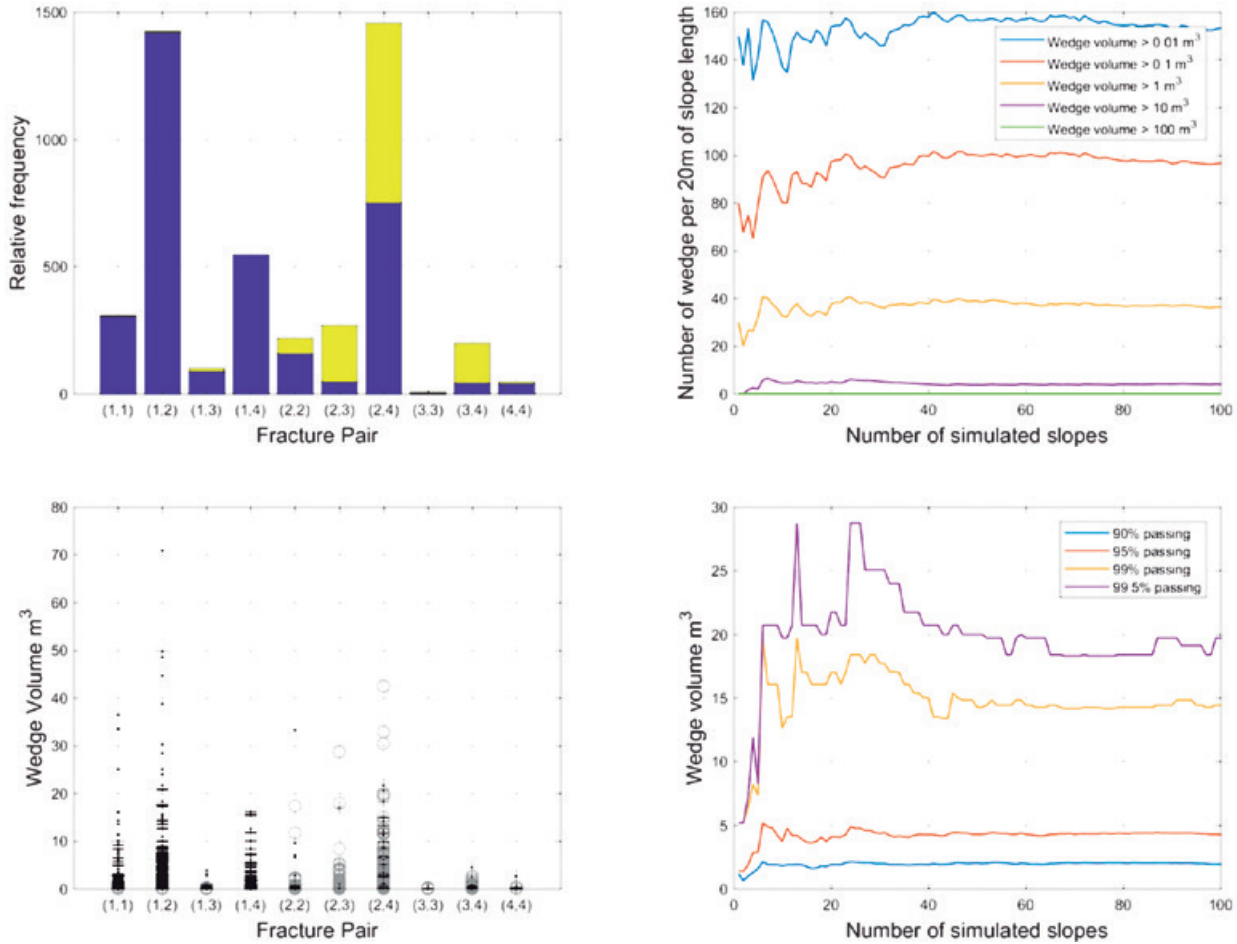 1500
1000
500
0
Relative frequency
(1,1) (1,2) (1,3) (1,4) (2,2) (2,3) (2,4) (3,3) (3,4) (4,4)
Fracture Pair
160
140
120
100
80
60
40
20
0
Number of wedge per 20m of slope length
Wedge volume > 0 01 m³
Wedge volume > 0 1 m³
Wedge volume > 1 m³
Wedge volume > 10 m³
Wedge volume > 100 m³
0 20 40 60 80 100
Number of simulated slopes
80
70
60
50
40
30
20
10
0
Wedge Volume m³
(1,1) (1,2) (1,3) (1,4) (2,2) (2,3) (2,4) (3,3) (3,4) (4,4)
Fracture Pair
30
25
20
15
10
5
0
Wedge volume m³
90% passing
95% passing
99% passing
99 5% passing
0 20 40 60 80 100
Number of simulated slopes